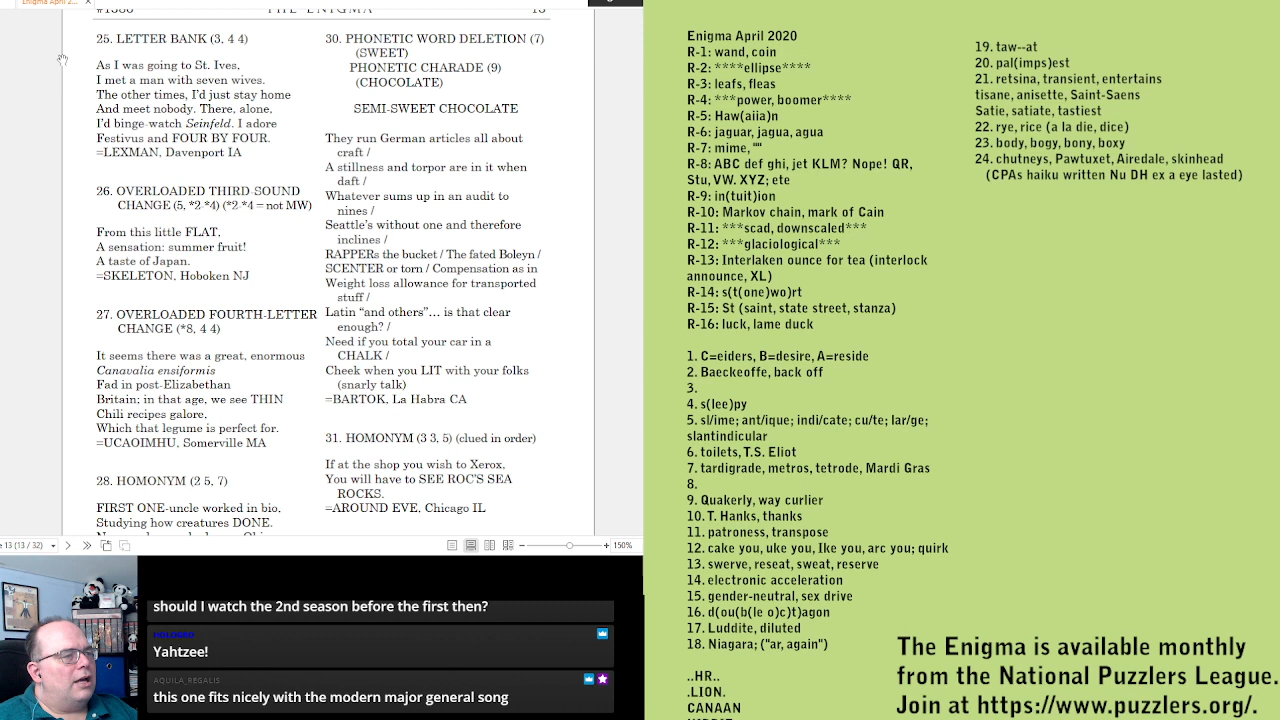 Enigma April 2...
#1386 THE ENIGMA 13
25. LETTER BANK (3, 4 4)
As I was going to St. Ives,
I met a man with seven wives.
The other times, I'd just stay home
And meet nobody. There, alone,
I'd binge-watch Seinfeld. I adore
Festivus and FOUR BY FOUR.
=LEXMAN, Davenport IA
26. OVERLOADED THIRD-SOUND
CHANGE (5, *2-*4) (*2-*4 = not MW)
From this little FLAT,
A sensation: summer fruit!
A taste of Japan.
=SKELETON, Hoboken NJ
27. OVERLOADED FOURTH-LETTER
CHANGE (*8, 4 4)
It seems there was a great, enormous
Canavalia ensiformis
Fad in post-Elizabethan
Britain; in that age, we see THIN
Chili recipes galore,
Which that legume is perfect for.
=UCAOIMHU, Somerville MA
28. HOMONYM (2 5, 7)
FIRST ONE-uncle worked in bio,
Studying how creatures DONE.
30. PHONETIC WORD DELETION (7)
(SWEET)
PHONETIC CHARADE (9)
(CHOCOLATE)
SEMI-SWEET CHOCOLATE
They run German articles all about
craft /
A stillness and torpor are in it when
daft /
Whatever sums up in an audit to
nines /
Seattle's without one and therefore
inclines /
RAPPERs the bucket / The fated Boleyn /
SCENTER or torn / Compensation as in
Weight loss allowance for transported
stuff /
Latin "and others"... is that clear
enough? /
Need if you total your car in a
CHALK /
Cheek when you LIT with your folks
(snarly talk)
=BARTOK, La Habra CA
31. HOMONYM (3 3, 5) (clued in order)
If at the shop you wish to Xerox,
You will have to SEE ROC'S SEA
ROCKS.
=AROUND EVE, Chicago IL
e 13 (13 / 32)
150%
should I watch the 2nd season before the first then?
Yahtzee!
AQUILA_REGALIS
this one fits nicely with the modern major general song
Enigma April 2020
R-1: wand, coin
R-2: ****ellipse****
R-3: leafs, fleas
R-4: ***power, boomer****
R-5: Haw(aiia)n
R-6: jaguar, jagua, agua
R-7: mime, ""
R-8: ABC def ghi, jet KLM? Nope! QR,
Stu, VW. XYZ; ete
R-9: in(tuit)ion
R-10: Markov chain, mark of Cain
R-11: ***scad, downscaled***
R-12: ***glaciological***
R-13: Interlaken ounce for tea (interlock
announce, XL)
R-14: s(t(one)wo)rt
R-15: St (saint, state street, stanza)
R-16: luck, lame duck
1. C=eiders, B=desire, A=reside
2. Baeckeoffe, back off
3.
4. s(lee)py
5. sl/ime; ant/ique; indi/cate; cu/te; lar/ge;
slantindicular
6. toilets, T.S. Eliot
7. tardigrade, metros, tetrode, Mardi Gras
8.
9. Quakerly, way curlier
10. T. Hanks, thanks
11. patroness, transpose
12. cake you, uke you, Ike you, arc you; quirk
13. swerve, reseat, sweat, reserve
14. electronic acceleration
15. gender-neutral, sex drive
16. d(ou(b(le o)c)t)agon
17. Luddite, diluted
18. Niagara; ("ar, again")
..HR..
.LION.
CANAAN
19. taw--at
20. pal(imps)est
21. retsina, transient, entertains
tisane, anisette, Saint-Saens
Satie, satiate, tastiest
22. rye, rice (a la die, dice)
23. body, bogy, bony, boxy
24. chutneys, Pawtuxet, Airedale, skinhead
(CPAs haiku written Nu DH ex a eye lasted)
The Enigma is available monthly
from the National Puzzlers League.
Join at https://www.puzzlers.org/.